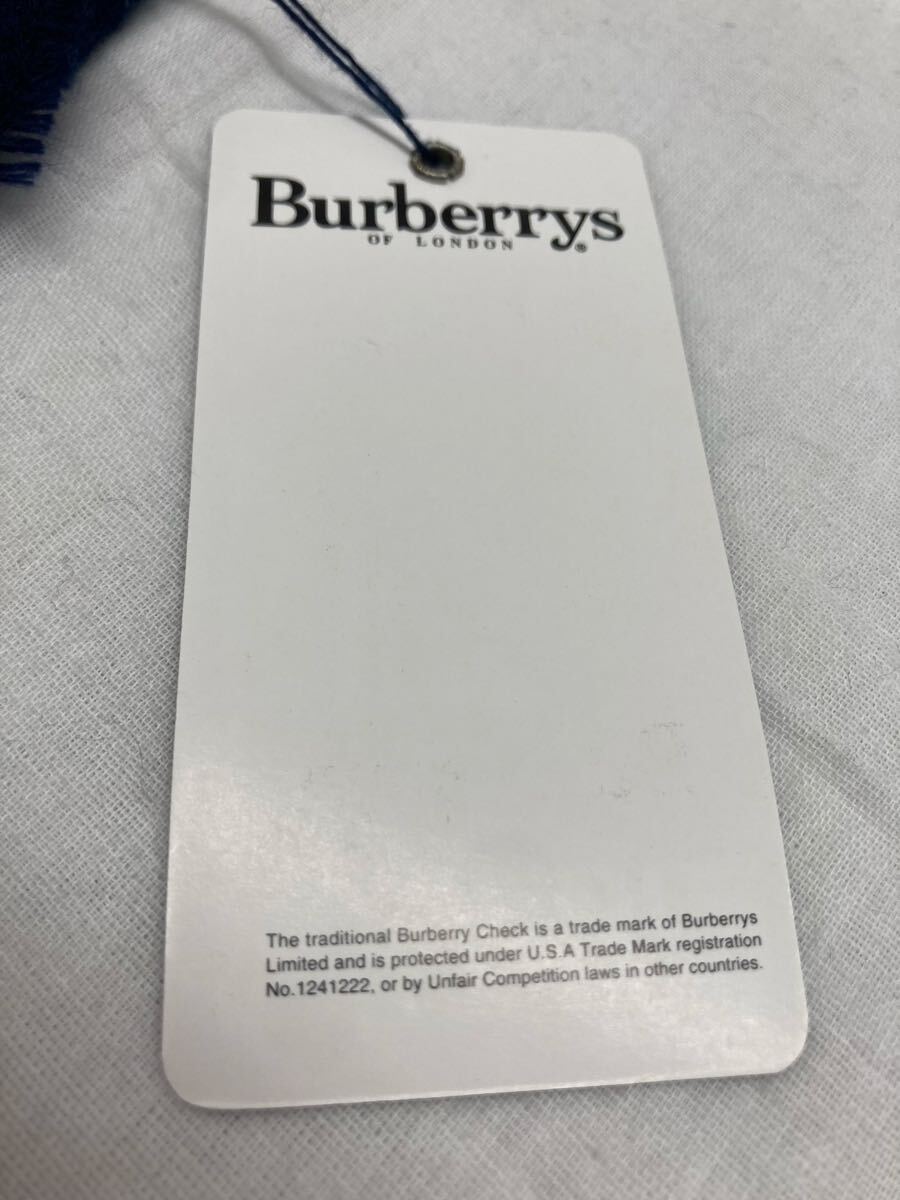 Burberrys
OF LONDON ®
The traditional Burberry Check is a trade mark of Burberrys
Limited and is protected under U.S.A Trade Mark registration
No.1241222, or by Unfair Competition laws in other countries.